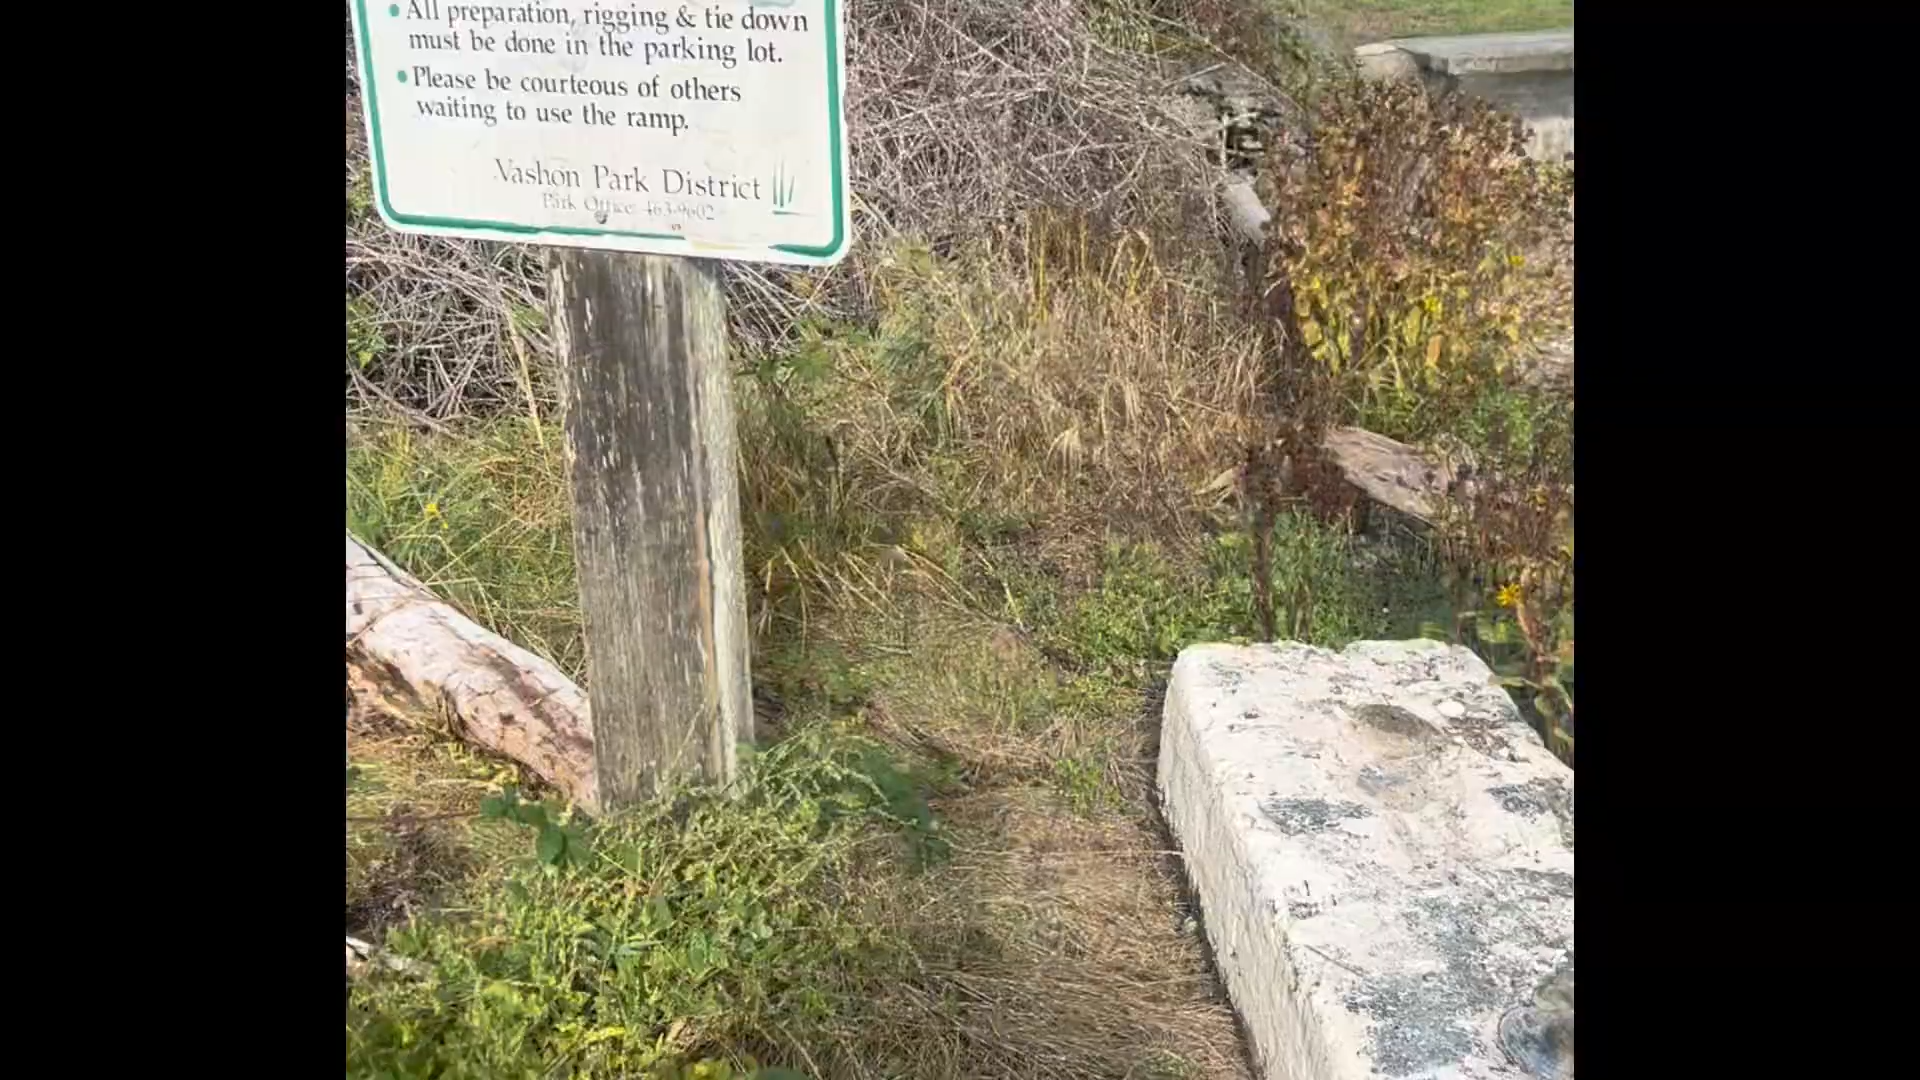 • All preparation, rigging & tie down
must be done in the parking lot.
• Please be courteous of others
waiting to use the ramp.
Vashon Park District
Park Office 463-9602